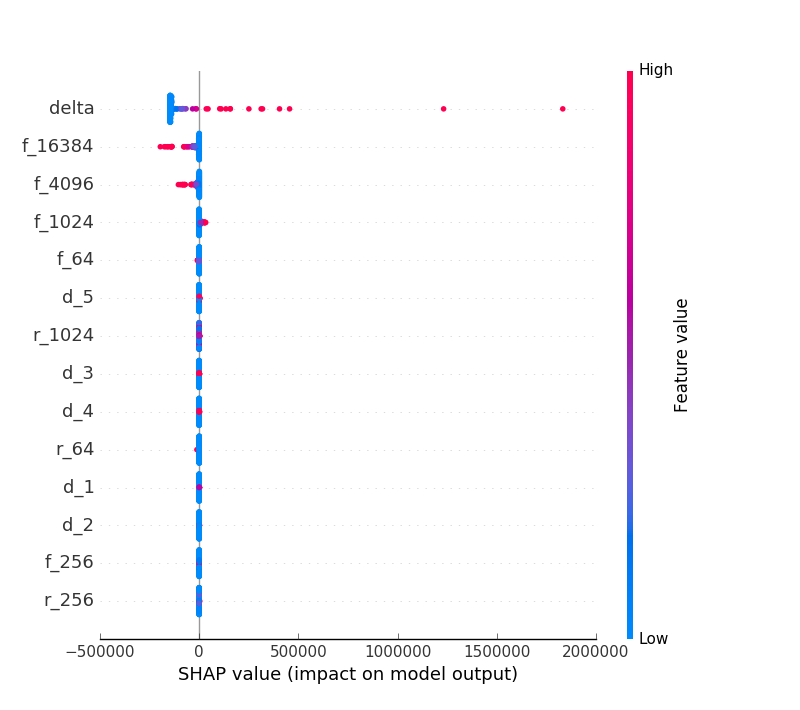 High
delta
f_16384
f_4096
f_1024
f_64
d_5
r_1024
d_3
d_4
r_64
d_1
d_2
f_256
r_256
Feature value
Low
−500000 0 500000 1000000 1500000 2000000
SHAP value (impact on model output)